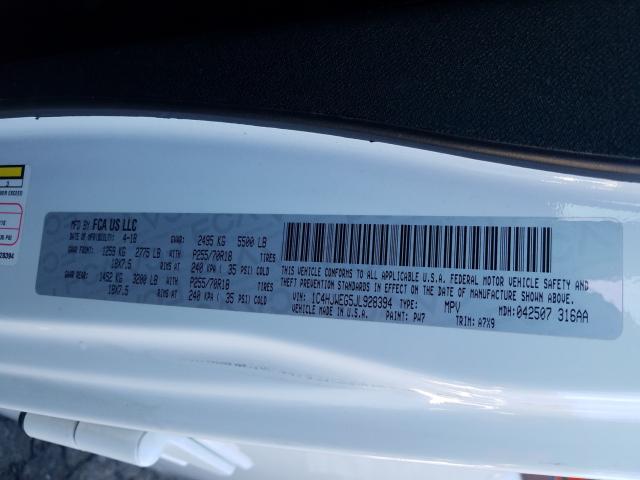 MFD BY FCA US LLC
DATE OF MFR(BUILT): 4-18 GVWR: 2495 KG 5500 LB
GAWR FRONT: 1259 KG 2775 LB WITH P255/70R18 TIRES
18X7.5 RIMS AT 240 KPA ( 35 PSI) COLD
GAWR REAR: 1452 KG 3200 LB WITH P255/70R18 TIRES
18X7.5 RIMS AT 240 KPA ( 35 PSI) COLD
THIS VEHICLE CONFORMS TO ALL APPLICABLE U.S.A. FEDERAL MOTOR VEHICLE SAFETY AND
THEFT PREVENTION STANDARDS IN EFFECT ON THE DATE OF MANUFACTURE SHOWN ABOVE.
VIN: 1C4HJWEG5JL928394 TYPE: MPV MDH: 042507 316AA
VEHICLE MADE IN U.S.A. PAINT: PW7 TRIM: A7X9
928394